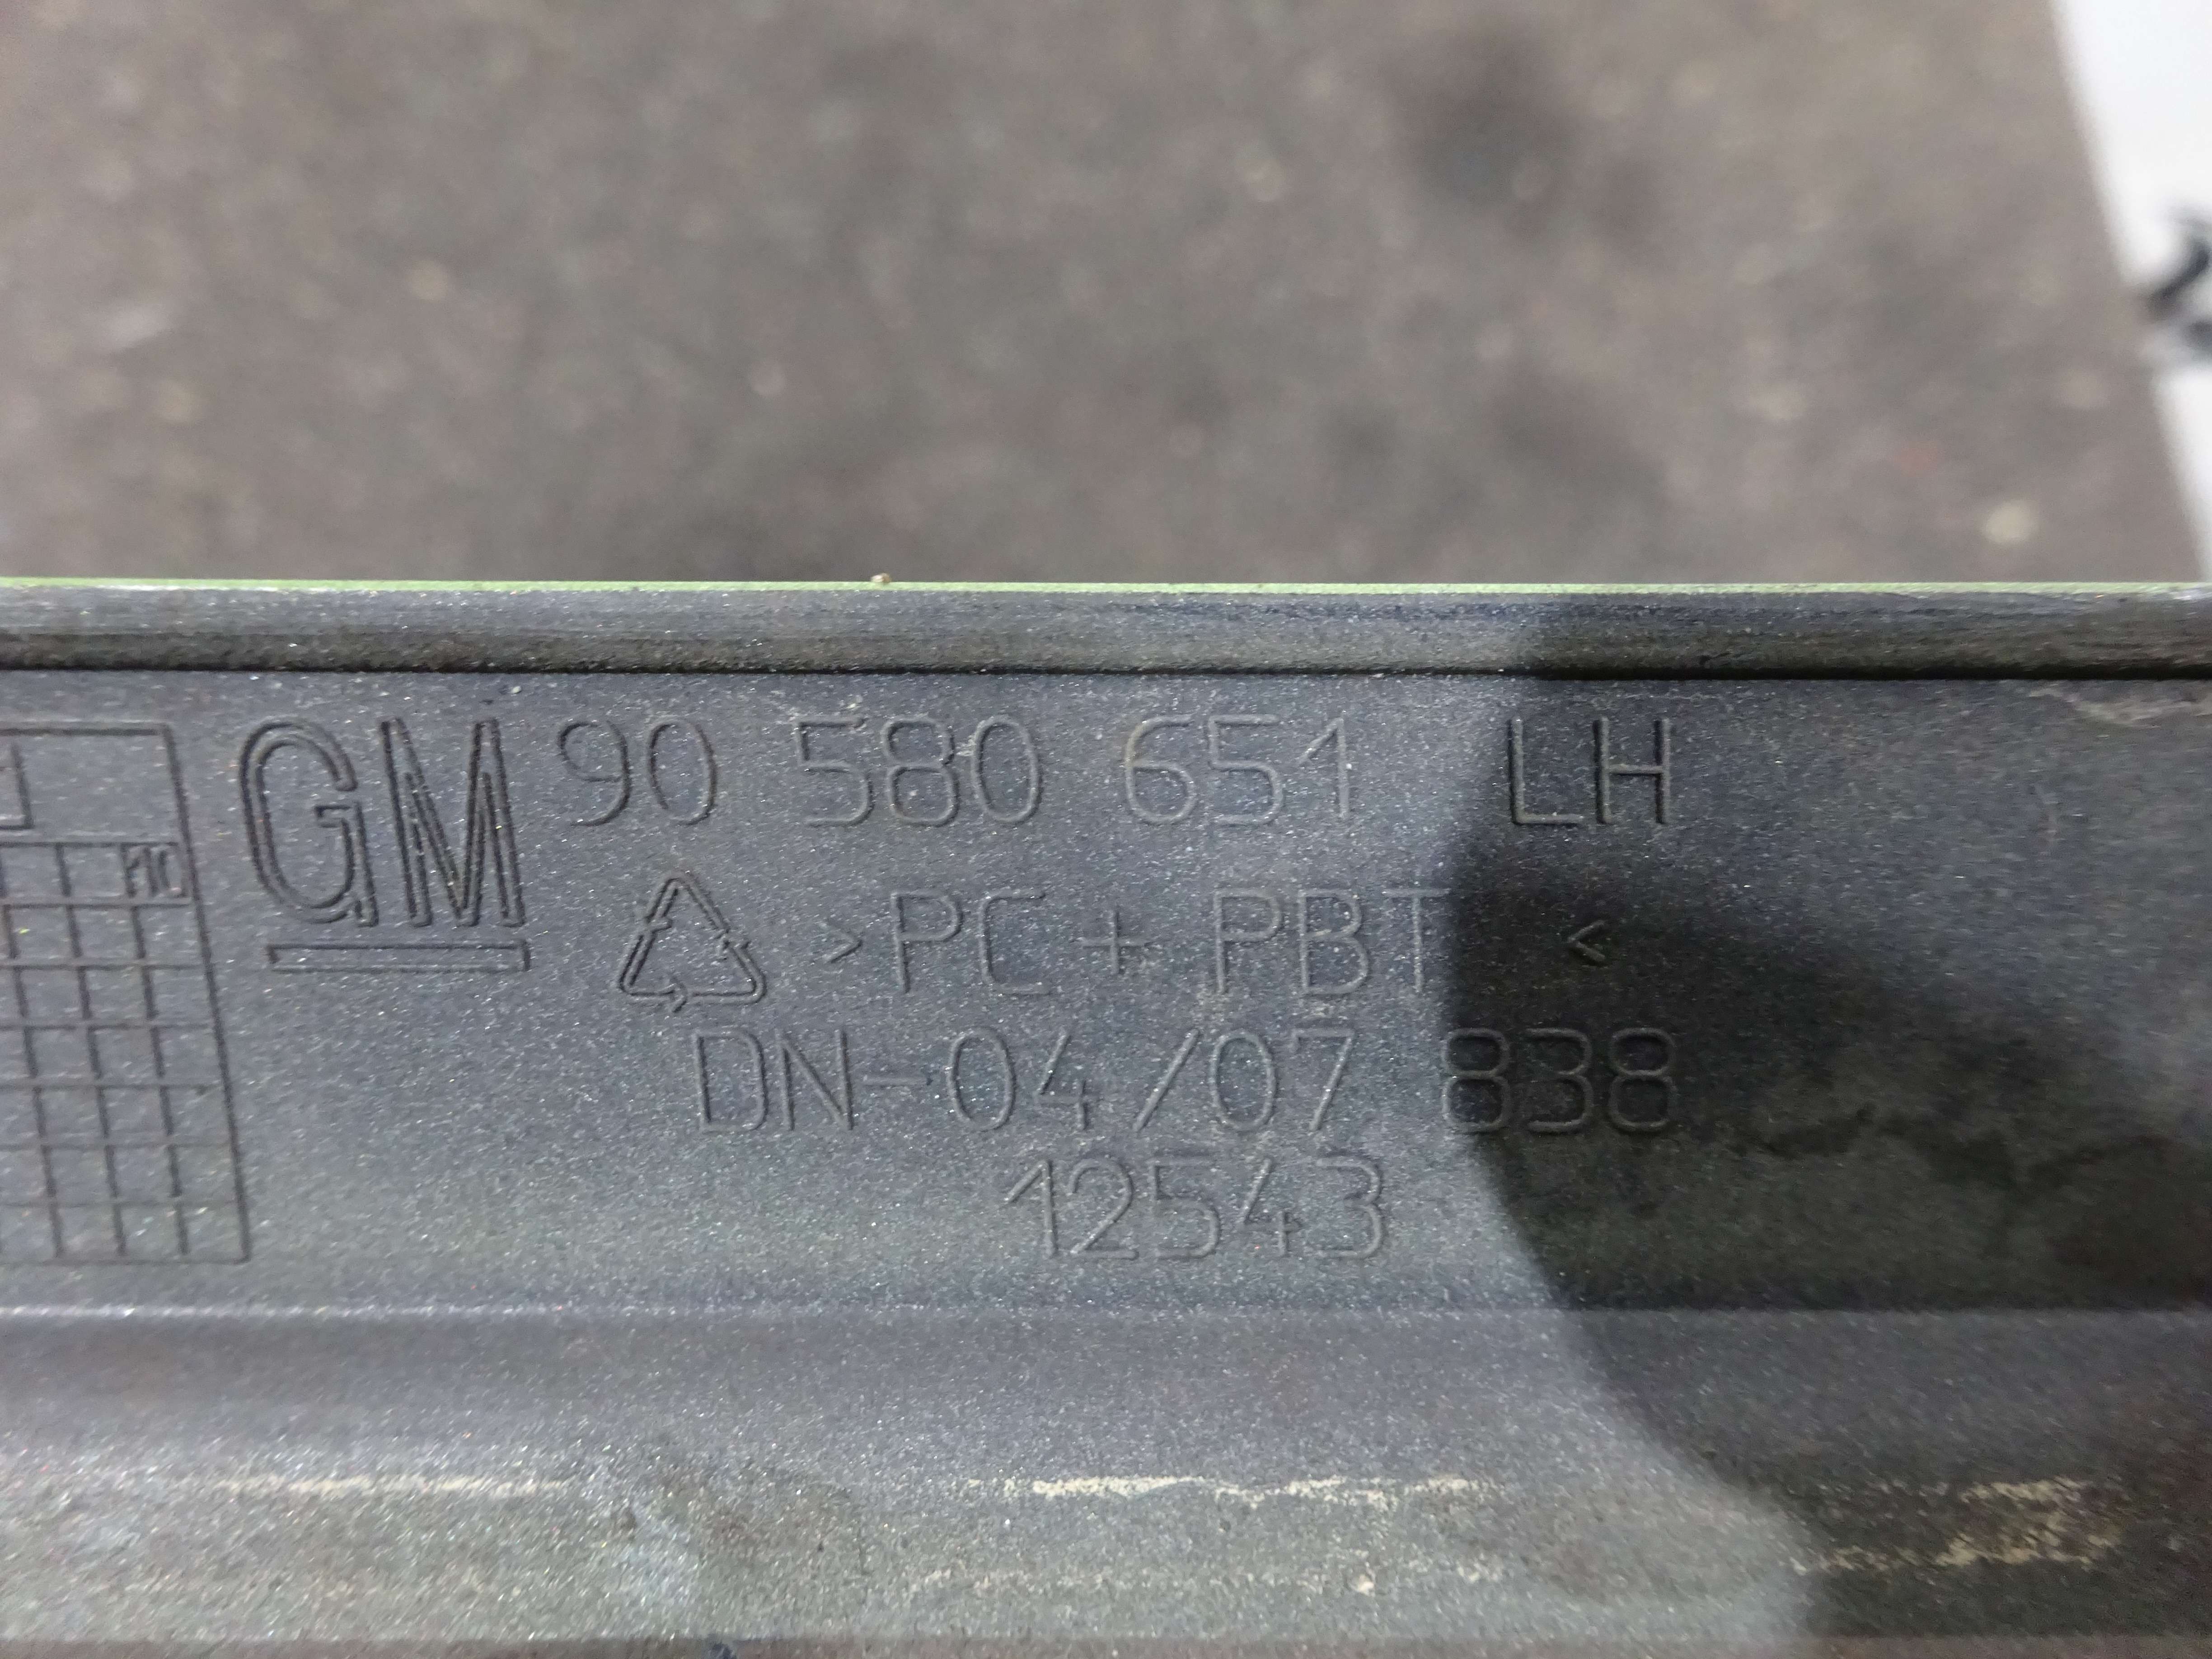 GM 90 580 651 LH
>PC + PBT <
DN-04/07 838
12543